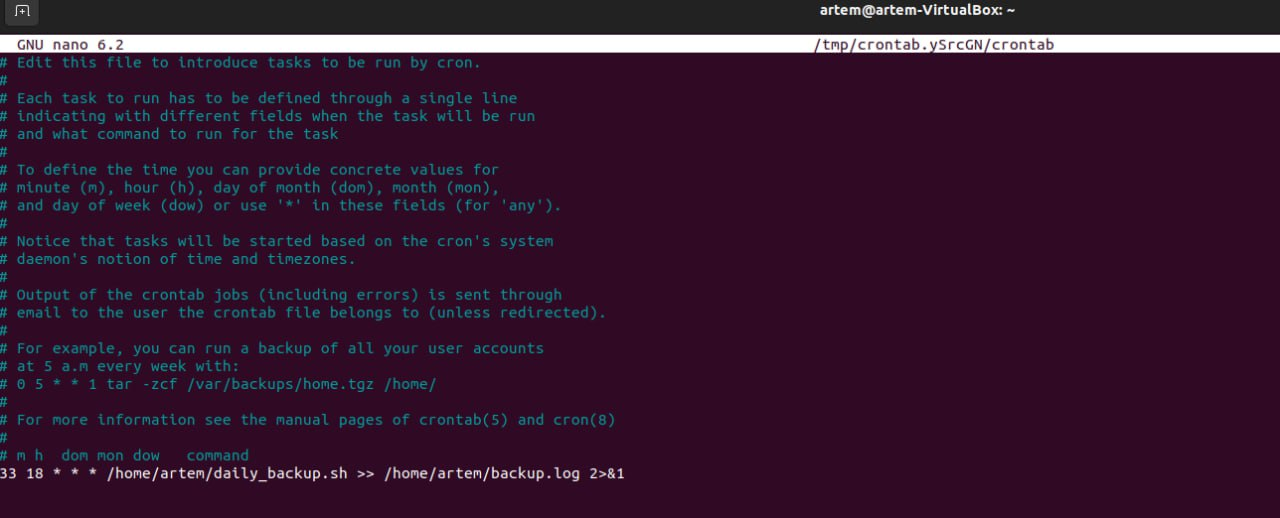 artem@artem-VirtualBox: ~
GNU nano 6.2 /tmp/crontab.ySrcGN/crontab
# Edit this file to introduce tasks to be run by cron.
#
# Each task to run has to be defined through a single line
# indicating with different fields when the task will be run
# and what command to run for the task
#
# To define the time you can provide concrete values for
# minute (m), hour (h), day of month (dom), month (mon),
# and day of week (dow) or use '*' in these fields (for 'any').
#
# Notice that tasks will be started based on the cron's system
# daemon's notion of time and timezones.
#
# Output of the crontab jobs (including errors) is sent through
# email to the user the crontab file belongs to (unless redirected).
#
# For example, you can run a backup of all your user accounts
# at 5 a.m every week with:
# 0 5 * * 1 tar -zcf /var/backups/home.tgz /home/
#
# For more information see the manual pages of crontab(5) and cron(8)
#
# m h  dom mon dow   command
33 18 * * * /home/artem/daily_backup.sh >> /home/artem/backup.log 2>&1